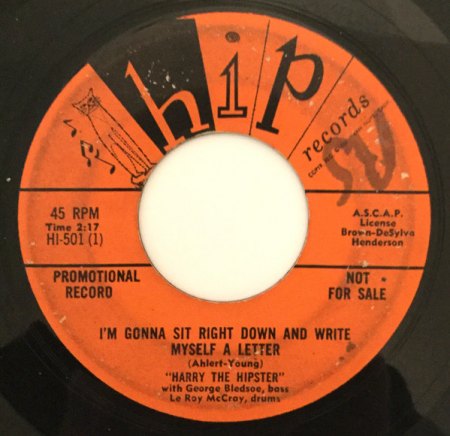 hip
records
45 RPM
Time 2:17
HI-501 (1)
A.S.C.A.P.
License
Brown-DeSylva
Henderson
PROMOTIONAL
RECORD
NOT
FOR SALE
I'M GONNA SIT RIGHT DOWN AND WRITE
MYSELF A LETTER
(Ahlert-Young)
"HARRY THE HIPSTER"
with George Bledsoe, bass
Le Roy McCray, drums